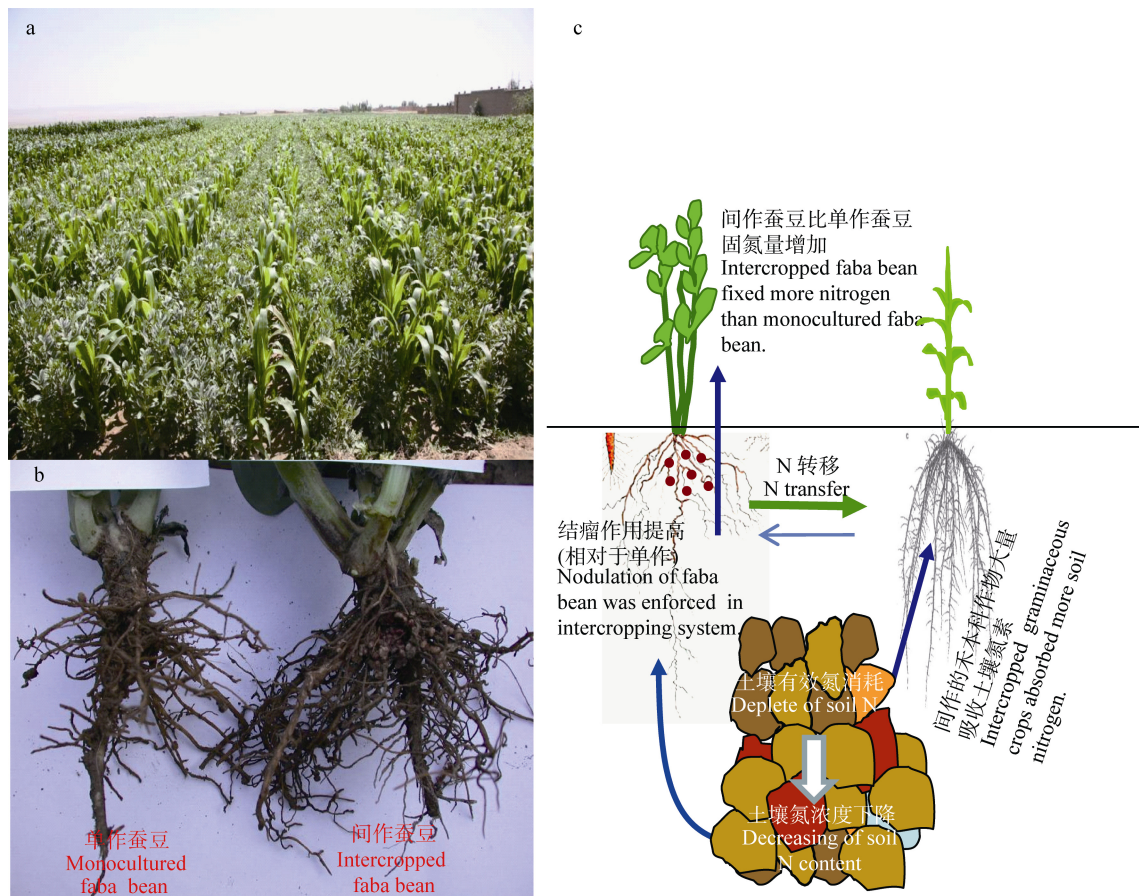 a
b
单作蚕豆
Monocultured
faba bean
间作蚕豆
Intercropped
faba bean
c
间作蚕豆比单作蚕豆
固氮量增加
Intercropped faba bean
fixed more nitrogen
than monocultured faba
bean.
N 转移
N transfer
结瘤作用提高
(相对于单作)
Nodulation of faba
bean was enforced in
intercropping system.
间作的禾本科作物大量
吸收土壤氮素
Intercropped graminaceous
crops absorbed more soil
nitrogen.
土壤有效氮消耗
Deplete of soil N
土壤氮浓度下降
Decreasing of soil
N content